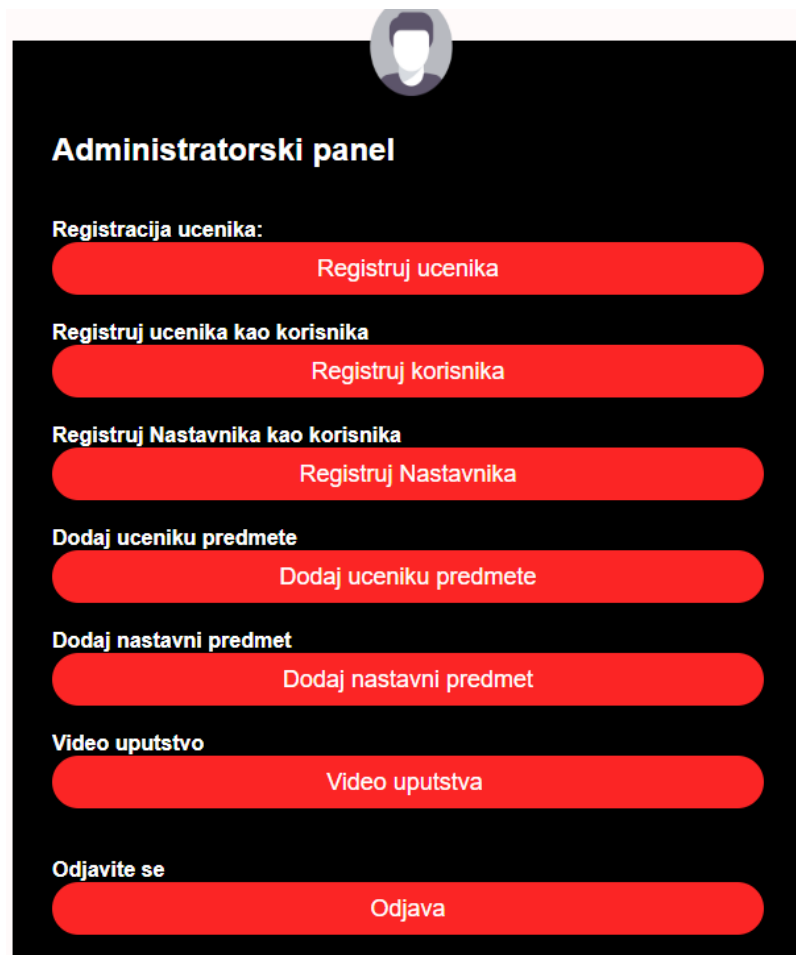 Administratorski panel
Registracija ucenika:
Registruj ucenika
Registruj ucenika kao korisnika
Registruj korisnika
Registruj Nastavnika kao korisnika
Registruj Nastavnika
Dodaj uceniku predmete
Dodaj uceniku predmete
Dodaj nastavni predmet
Dodaj nastavni predmet
Video uputstvo
Video uputstva
Odjavite se
Odjava